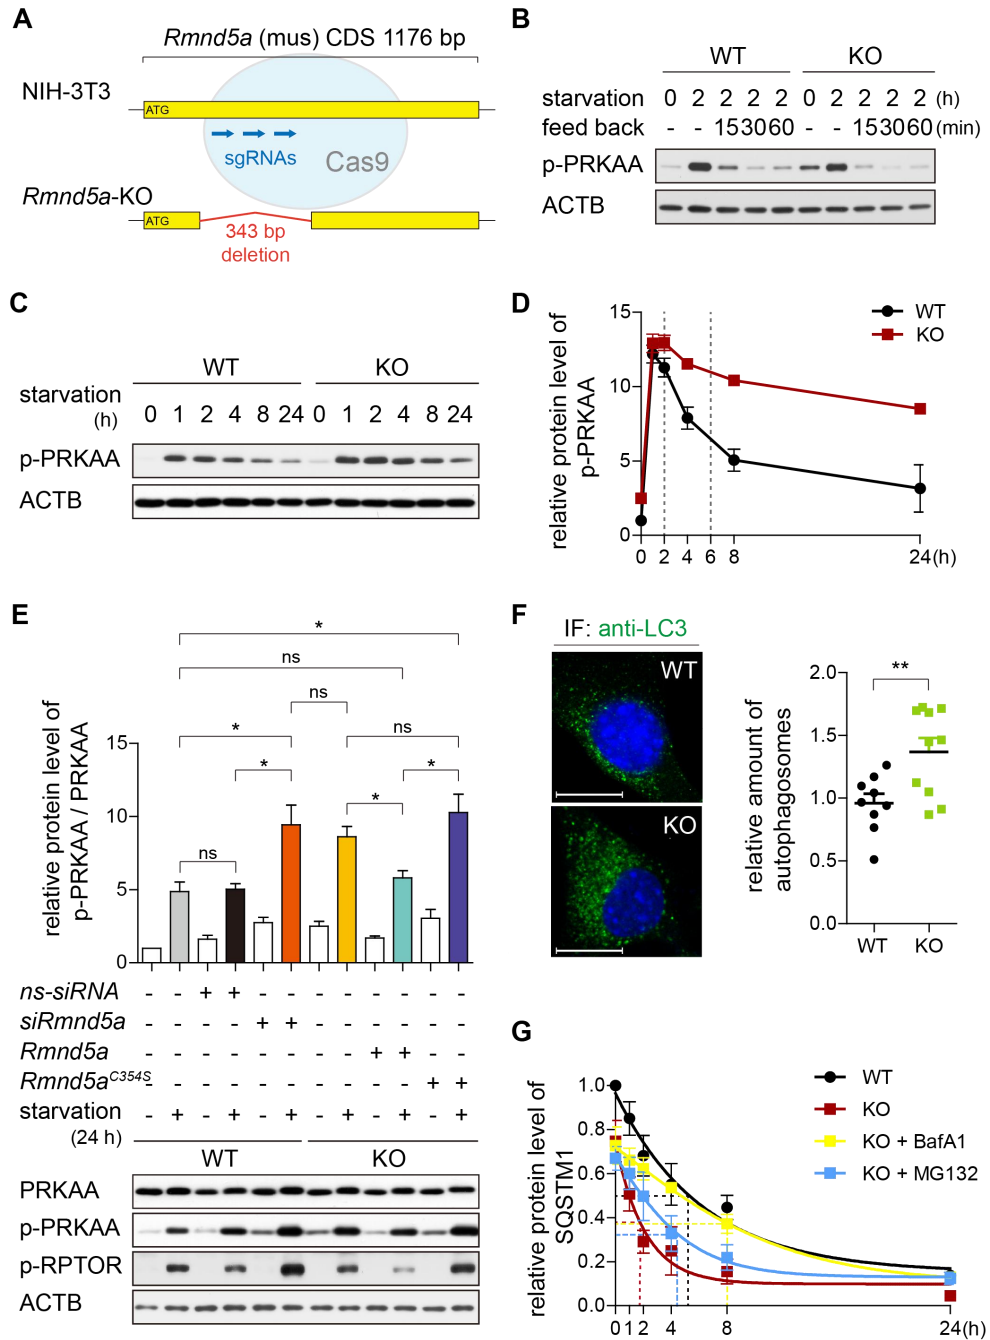 A
Rmnd5a (mus) CDS 1176 bp
NIH-3T3
ATG
sgRNAs
Cas9
Rmnd5a-KO
ATG
343 bp
deletion
B
WT KO
starvation 0 2 2 2 2 0 2 2 2 2 (h)
feed back - - 15 30 60 - - 15 30 60 (min)
p-PRKAA
ACTB
C
WT KO
starvation
(h) 0 1 2 4 8 24 0 1 2 4 8 24
p-PRKAA
ACTB
D
relative protein level of
p-PRKAA
15
10
5
0
0 2 4 6 8 24 (h)
WT
KO
E
relative protein level of
p-PRKAA / PRKAA
15
10
5
0
*
ns
ns
* ns
* *
*
ns
ns-siRNA - - + + - - - - - - - -
siRmnd5a - - - - + + - - - - - -
Rmnd5a - - - - - - - - + + - -
Rmnd5aC354S - - - - - - - - - - + +
starvation - + - + - + - + - + - +
(24 h)
WT KO
PRKAA
p-PRKAA
p-RPTOR
ACTB
F
IF: anti-LC3
WT
KO
relative amount of
autophagosomes
2.0
1.5
1.0
0.5
0.0
**
WT KO
G
relative protein level of
SQSTM1
1.0
0.8
0.6
0.4
0.2
0.0
0 1 2 4 8 24 (h)
WT
KO
KO + BafA1
KO + MG132